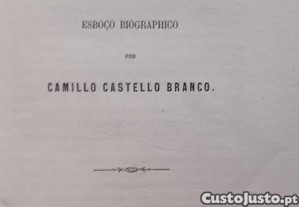 ESBOÇO BIOGRAPHICO
POR
CAMILLO CASTELLO BRANCO.
CustoJusto.pt